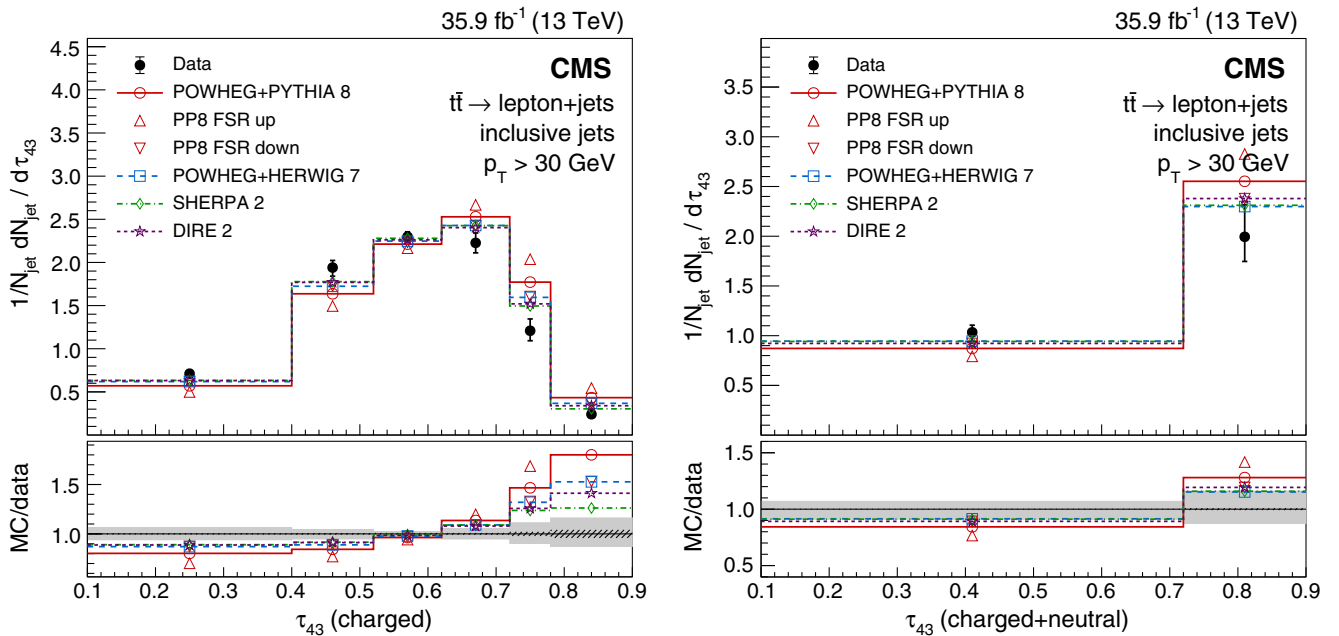 35.9 fb⁻¹ (13 TeV)
4.5
4.0
3.5
3.0
2.5
2.0
1.5
1.0
0.5
1/N_jet dN_jet / dτ₄₃
Data
POWHEG+PYTHIA 8
PP8 FSR up
PP8 FSR down
POWHEG+HERWIG 7
SHERPA 2
DIRE 2
CMS
tt̄ → lepton+jets
inclusive jets
p_T > 30 GeV
1.5
1.0
MC/data
0.1 0.2 0.3 0.4 0.5 0.6 0.7 0.8 0.9
τ₄₃ (charged)
35.9 fb⁻¹ (13 TeV)
3.5
3.0
2.5
2.0
1.5
1.0
0.5
1/N_jet dN_jet / dτ₄₃
Data
POWHEG+PYTHIA 8
PP8 FSR up
PP8 FSR down
POWHEG+HERWIG 7
SHERPA 2
DIRE 2
CMS
tt̄ → lepton+jets
inclusive jets
p_T > 30 GeV
1.5
1.0
0.5
MC/data
0.1 0.2 0.3 0.4 0.5 0.6 0.7 0.8 0.9
τ₄₃ (charged+neutral)